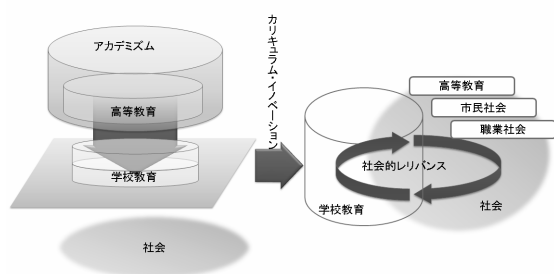 アカデミズム
高等教育
学校教育
社会
カリキュラム・イノベーション
高等教育
市民社会
職業社会
社会的レリバンス
学校教育
社会